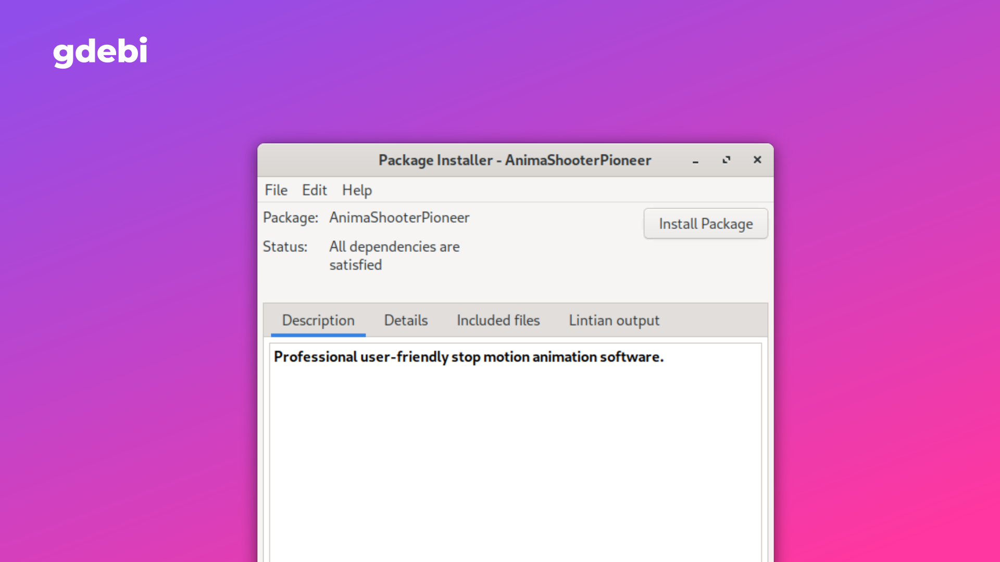 gdebi
Package Installer - AnimaShooterPioneer
File Edit Help
Package: AnimaShooterPioneer
Install Package
Status: All dependencies are
satisfied
Description Details Included files Lintian output
Professional user-friendly stop motion animation software.